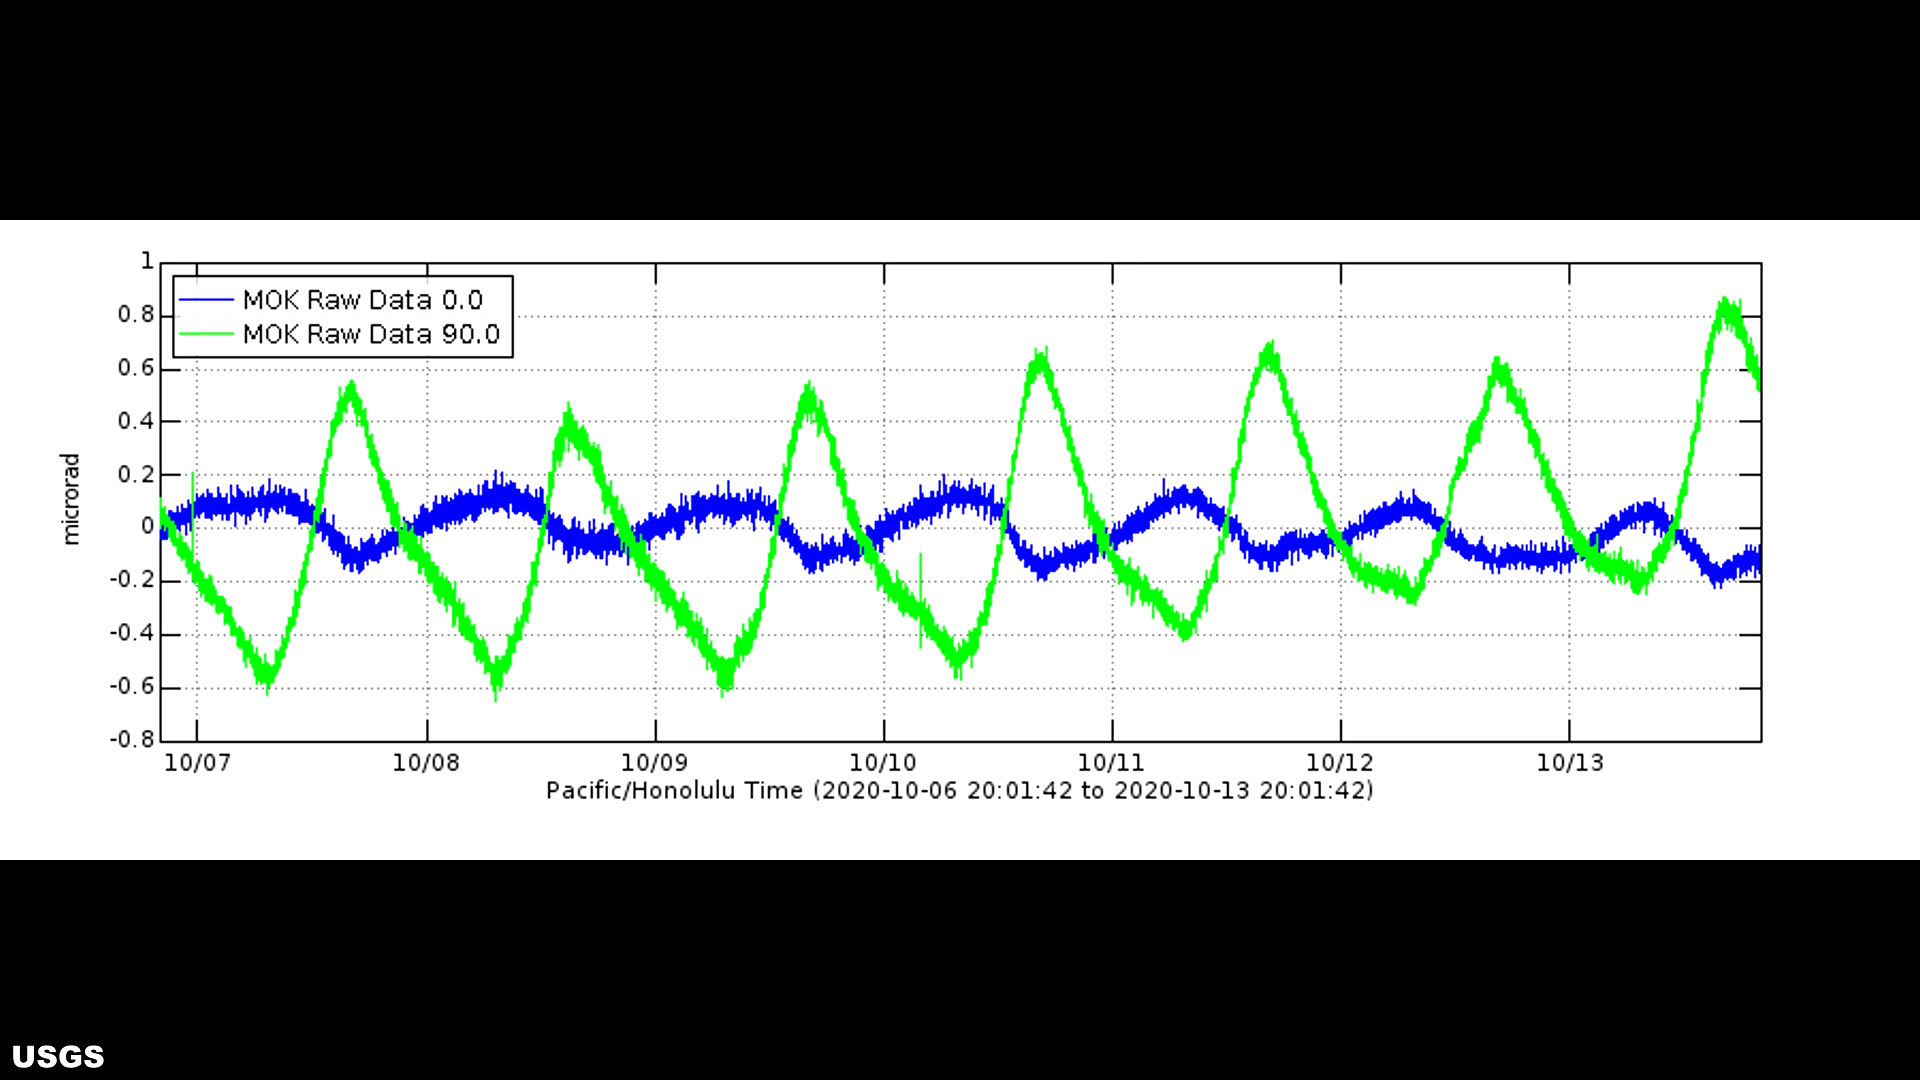 1
MOK Raw Data 0.0
0.8
MOK Raw Data 90.0
0.6
0.4
0.2
0
-0.2
-0.4
-0.6
-0.8
microrad
10/07 10/08 10/09 10/10 10/11 10/12 10/13
Pacific/Honolulu Time (2020-10-06 20:01:42 to 2020-10-13 20:01:42)
USGS